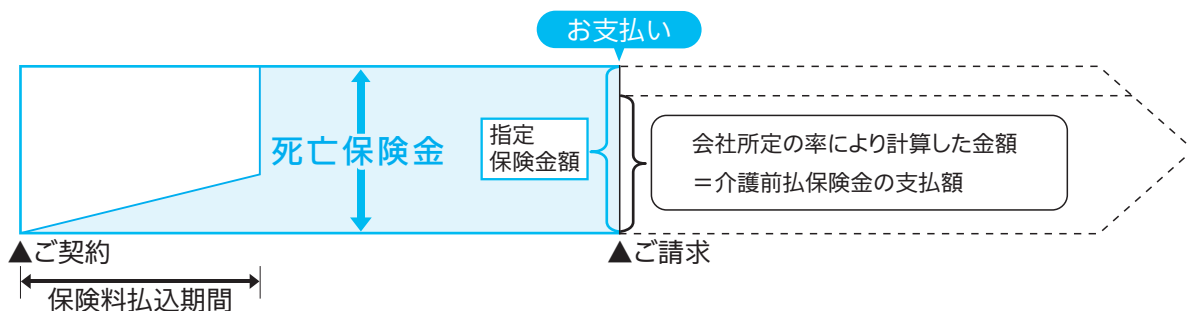 お支払い
死亡保険金
指定
保険金額
会社所定の率により計算した金額
＝介護前払保険金の支払額
▲ご契約
▲ご請求
保険料払込期間